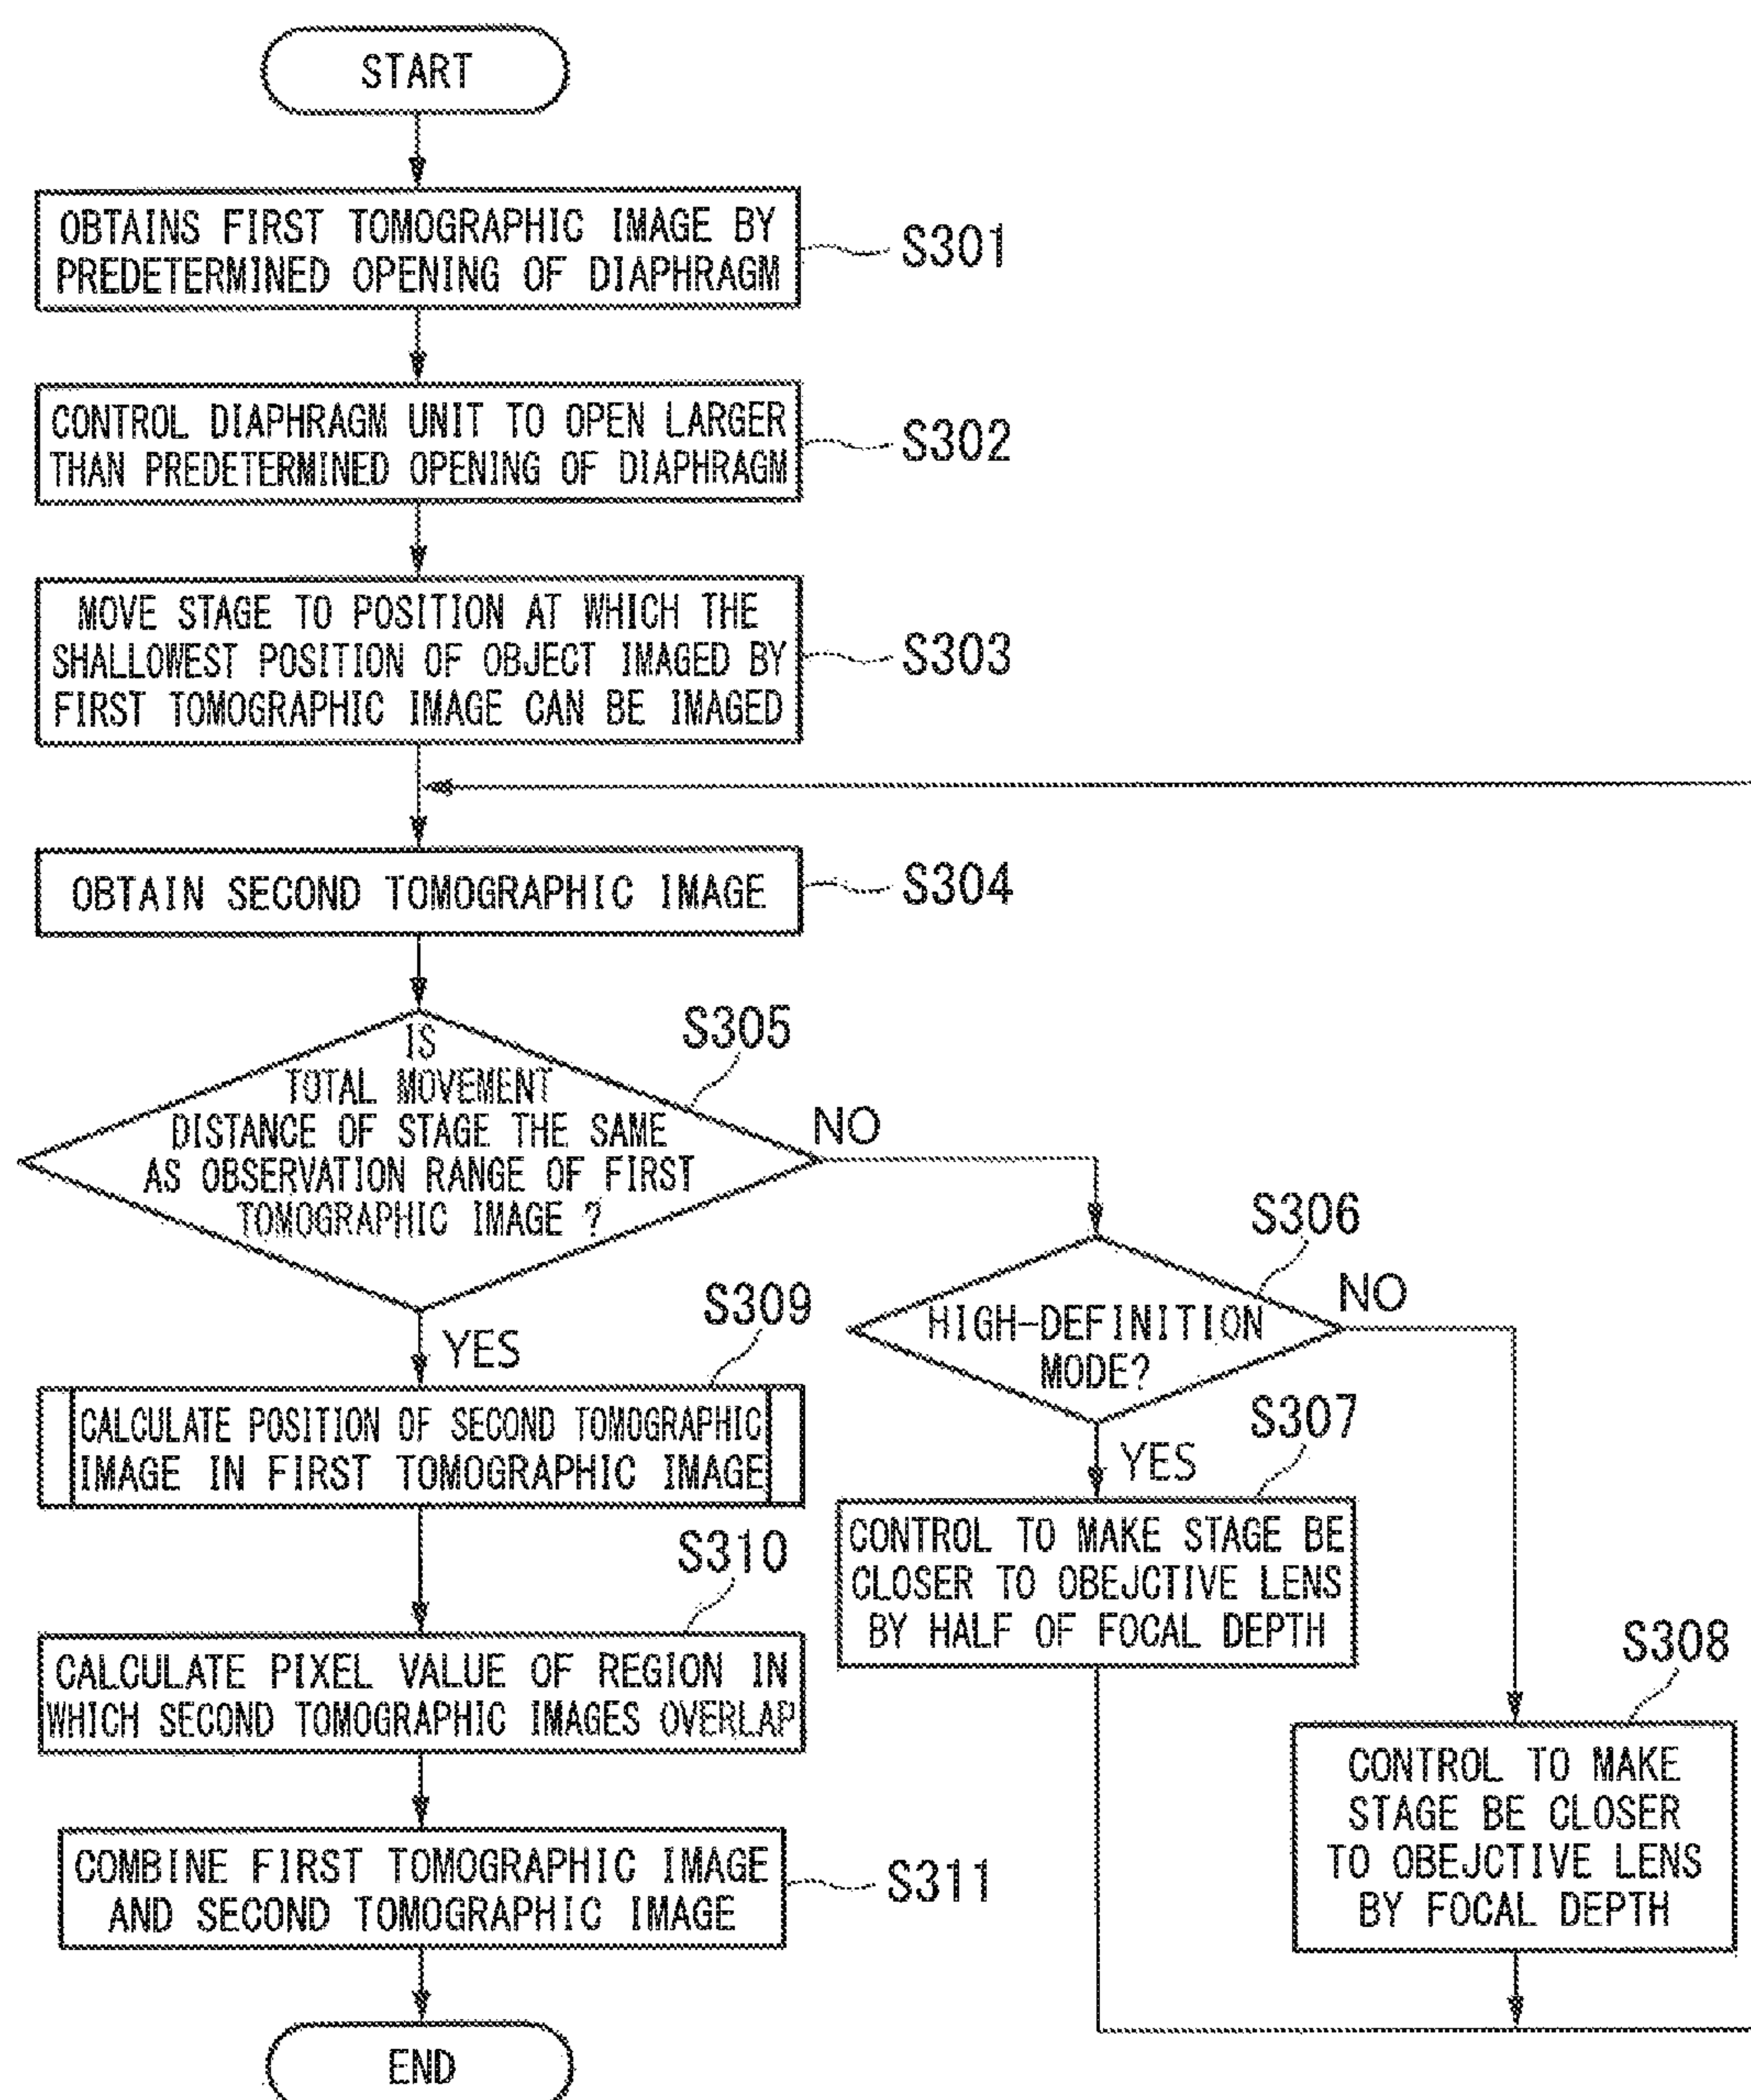 START
OBTAINS FIRST TOMOGRAPHIC IMAGE BY
PREDETERMINED OPENING OF DIAPHRAGM
S301
CONTROL DIAPHRAGM UNIT TO OPEN LARGER
THAN PREDETERMINED OPENING OF DIAPHRAGM
S302
MOVE STAGE TO POSITION AT WHICH THE
SHALLOWEST POSITION OF OBJECT IMAGED BY
FIRST TOMOGRAPHIC IMAGE CAN BE IMAGED
S303
OBTAIN SECOND TOMOGRAPHIC IMAGE
S304
IS
TOTAL MOVEMENT
DISTANCE OF STAGE THE SAME
AS OBSERVATION RANGE OF FIRST
TOMOGRAPHIC IMAGE ?
S305
NO
YES
S306
HIGH-DEFINITION
MODE?
NO
YES
S307
CONTROL TO MAKE STAGE BE
CLOSER TO OBEJCTIVE LENS
BY HALF OF FOCAL DEPTH
S308
CONTROL TO MAKE
STAGE BE CLOSER
TO OBEJCTIVE LENS
BY FOCAL DEPTH
S309
CALCULATE POSITION OF SECOND TOMOGRAPHIC
IMAGE IN FIRST TOMOGRAPHIC IMAGE
S310
CALCULATE PIXEL VALUE OF REGION IN
WHICH SECOND TOMOGRAPHIC IMAGES OVERLAP
COMBINE FIRST TOMOGRAPHIC IMAGE
AND SECOND TOMOGRAPHIC IMAGE
S311
END